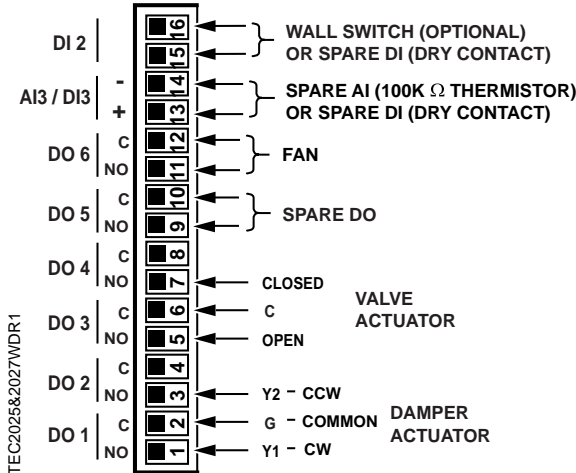 DI 2
16
15
WALL SWITCH (OPTIONAL)
OR SPARE DI (DRY CONTACT)
AI3 / DI3
-
+
14
13
SPARE AI (100K Ω THERMISTOR)
OR SPARE DI (DRY CONTACT)
DO 6
C
NO
12
11
FAN
DO 5
C
NO
10
9
SPARE DO
DO 4
C
NO
8
7
CLOSED
DO 3
C
NO
6
5
C
OPEN
VALVE
ACTUATOR
DO 2
C
NO
4
3
Y2 - CCW
DO 1
C
NO
2
1
G - COMMON
Y1 - CW
DAMPER
ACTUATOR
TEC2025&2027WDR1